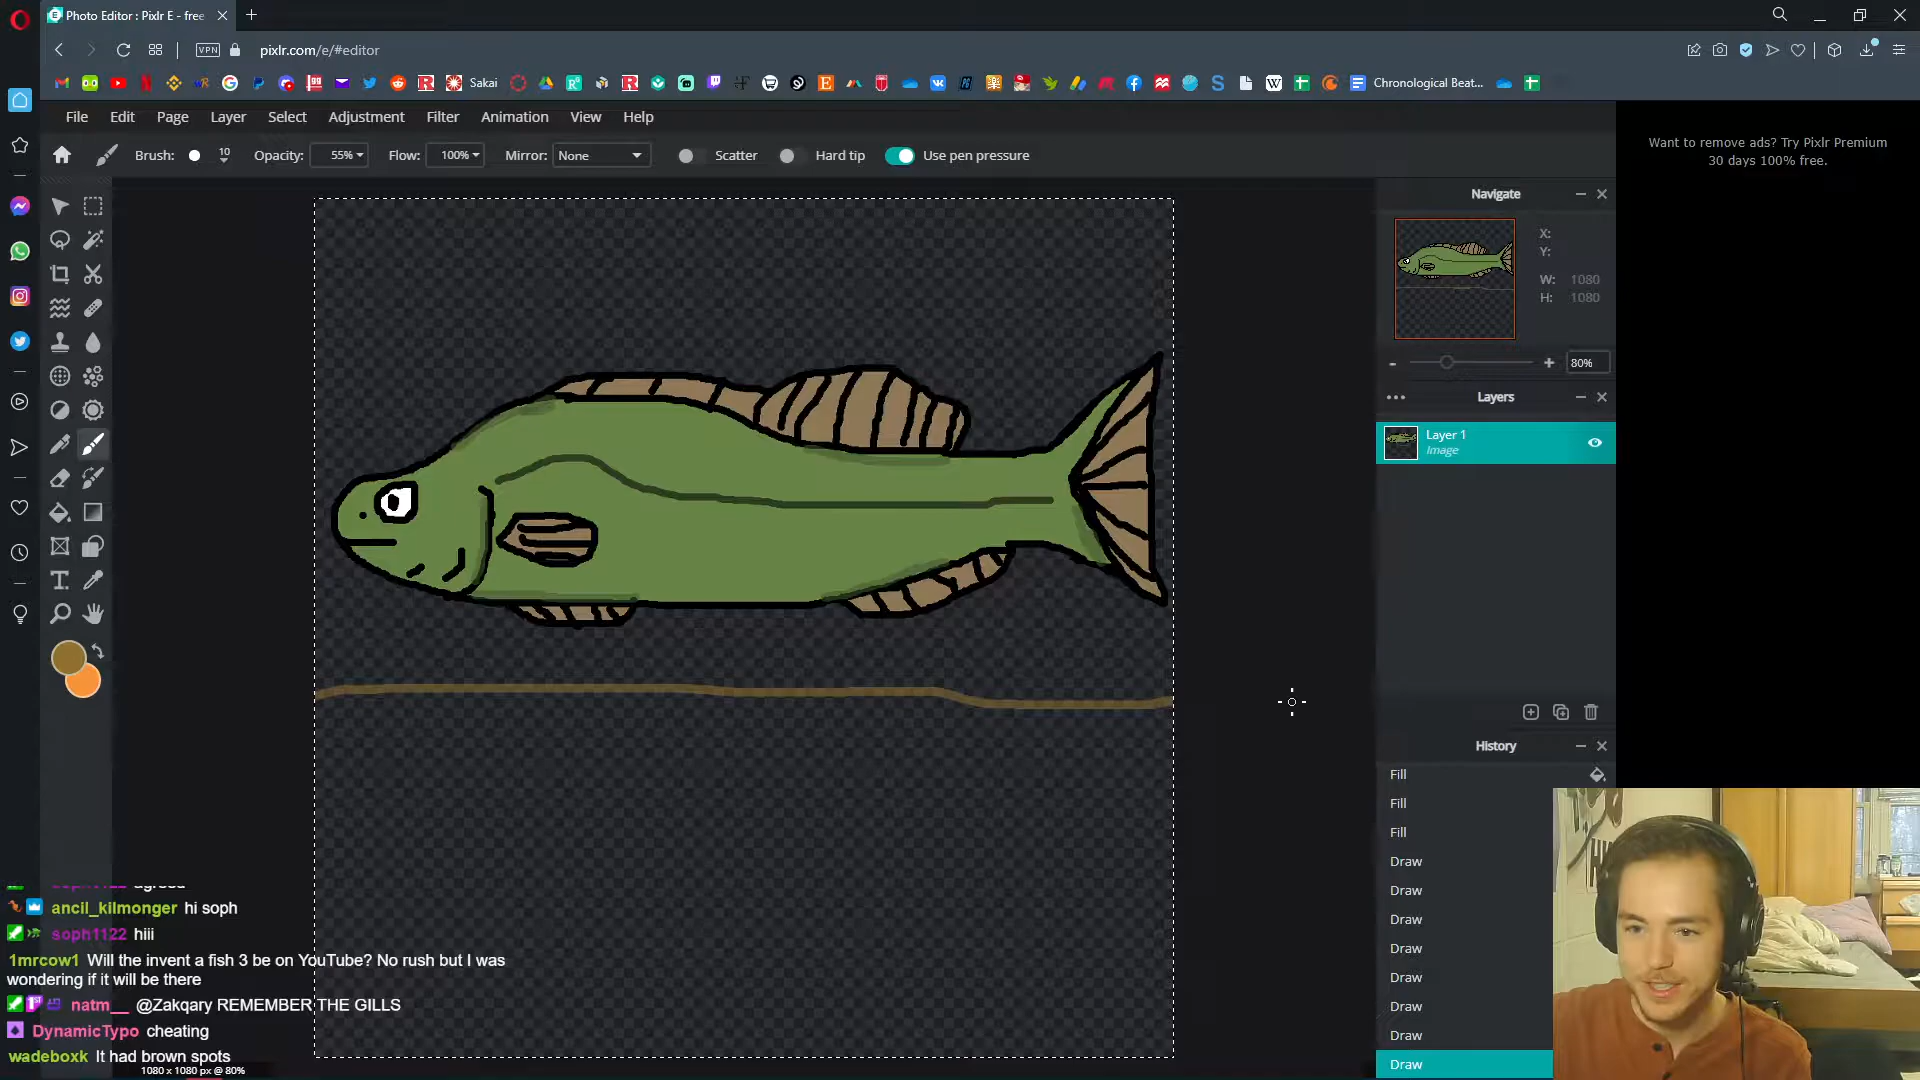 Photo Editor : Pixlr E - free
VPN
pixlr.com/e/#editor
Sakai
Chronological Beat...
File Edit Page Layer Select Adjustment Filter Animation View Help
Brush: 10 Opacity: 55% Flow: 100% Mirror: None Scatter Hard tip Use pen pressure
Want to remove ads? Try Pixlr Premium
30 days 100% free.
Navigate
X:
Y:
W: 1080
H: 1080
80%
Layers
Layer 1
Image
History
Fill
Fill
Fill
Draw
Draw
Draw
Draw
Draw
Draw
Draw
Draw
soph1122 agreed
ancil_kilmonger hi soph
soph1122 hiii
1mrcow1 Will the invent a fish 3 be on YouTube? No rush but I was
wondering if it will be there
natm__ @Zakqary REMEMBER THE GILLS
DynamicTypo cheating
wadeboxk It had brown spots
1080 x 1080 px @ 80%